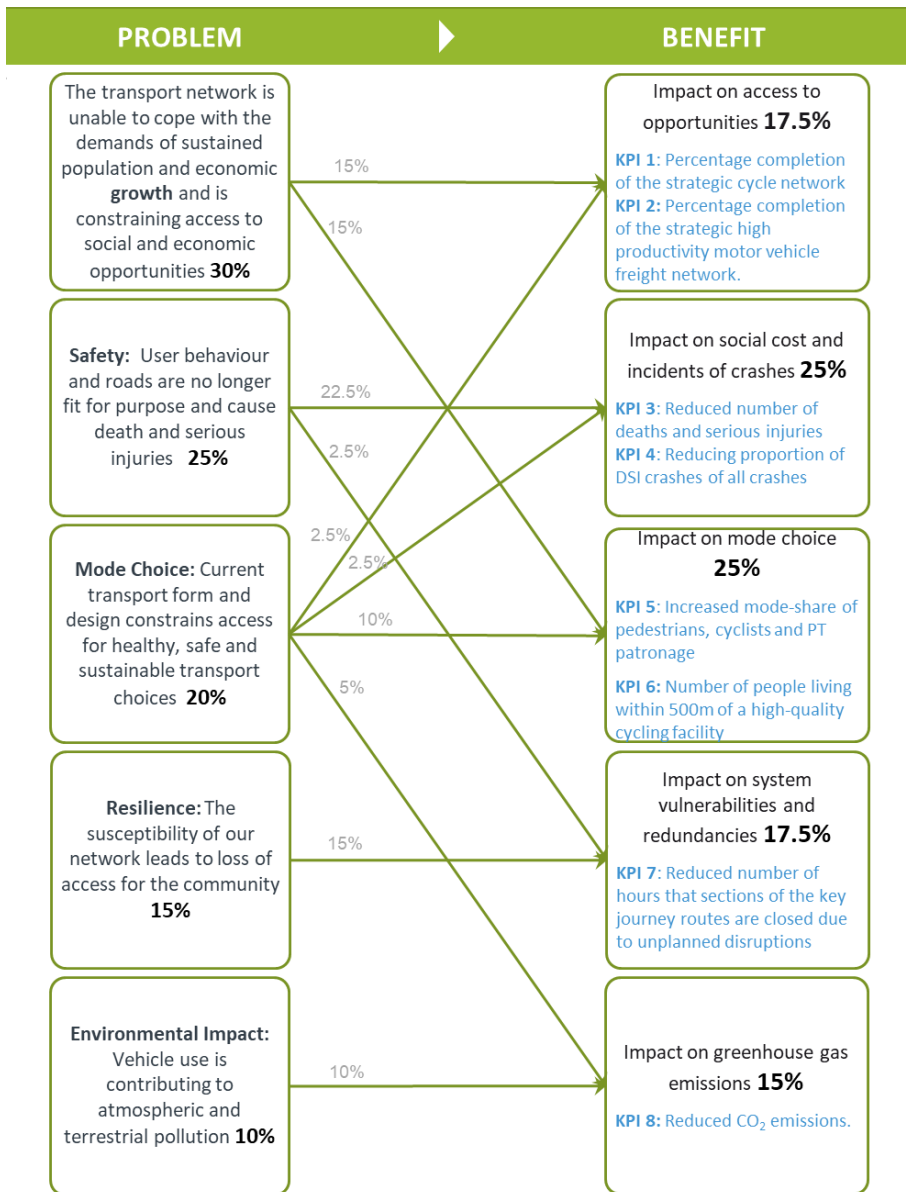 PROBLEM
BENEFIT
The transport network is
unable to cope with the
demands of sustained
population and economic
growth and is
constraining access to
social and economic
opportunities 30%
Safety: User behaviour
and roads are no longer
fit for purpose and cause
death and serious
injuries 25%
Mode Choice: Current
transport form and
design constrains access
for healthy, safe and
sustainable transport
choices 20%
Resilience: The
susceptibility of our
network leads to loss of
access for the community
15%
Environmental Impact:
Vehicle use is
contributing to
atmospheric and
terrestrial pollution 10%
15%
15%
22.5%
2.5%
2.5%
2.5%
10%
5%
15%
10%
Impact on access to
opportunities 17.5%
KPI 1: Percentage completion
of the strategic cycle network
KPI 2: Percentage completion
of the strategic high
productivity motor vehicle
freight network.
Impact on social cost and
incidents of crashes 25%
KPI 3: Reduced number of
deaths and serious injuries
KPI 4: Reducing proportion of
DSI crashes of all crashes
Impact on mode choice
25%
KPI 5: Increased mode-share of
pedestrians, cyclists and PT
patronage
KPI 6: Number of people living
within 500m of a high-quality
cycling facility
Impact on system
vulnerabilities and
redundancies 17.5%
KPI 7: Reduced number of
hours that sections of the key
journey routes are closed due
to unplanned disruptions
Impact on greenhouse gas
emissions 15%
KPI 8: Reduced CO₂ emissions.